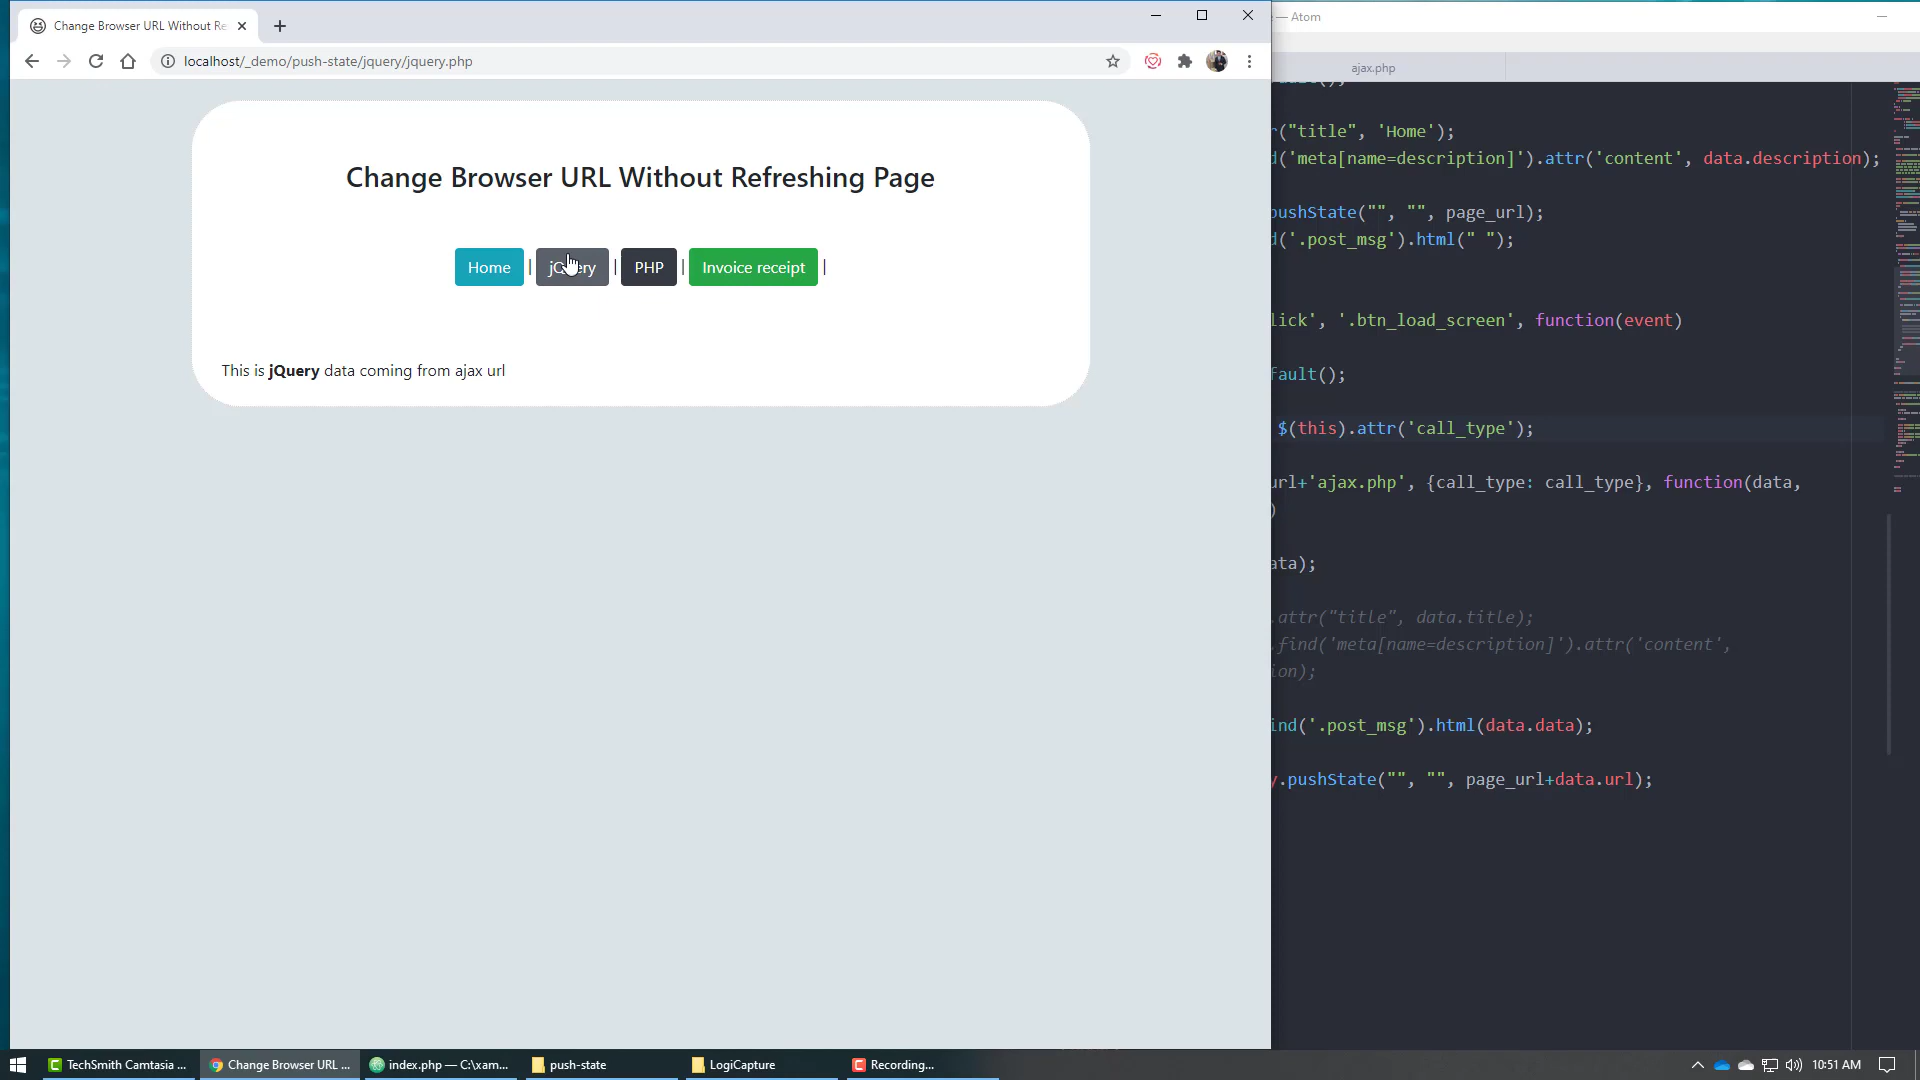 Change Browser URL Without Re
— Atom
localhost/_demo/push-state/jquery/jquery.php
ajax.php
Change Browser URL Without Refreshing Page
Home | jQuery | PHP | Invoice receipt |
This is jQuery data coming from ajax url
("title", 'Home');
('meta[name=description]').attr('content', data.description);
pushState("", "", page_url);
('.post_msg').html(" ");
lick', '.btn_load_screen', function(event)
fault();
$(this).attr('call_type');
url+'ajax.php', {call_type: call_type}, function(data,
)
ata);
.attr("title", data.title);
.find('meta[name=description]').attr('content',
ion);
ind('.post_msg').html(data.data);
y.pushState("", "", page_url+data.url);
TechSmith Camtasia ...
Change Browser URL ...
index.php — C:\xam...
push-state
LogiCapture
Recording...
10:51 AM